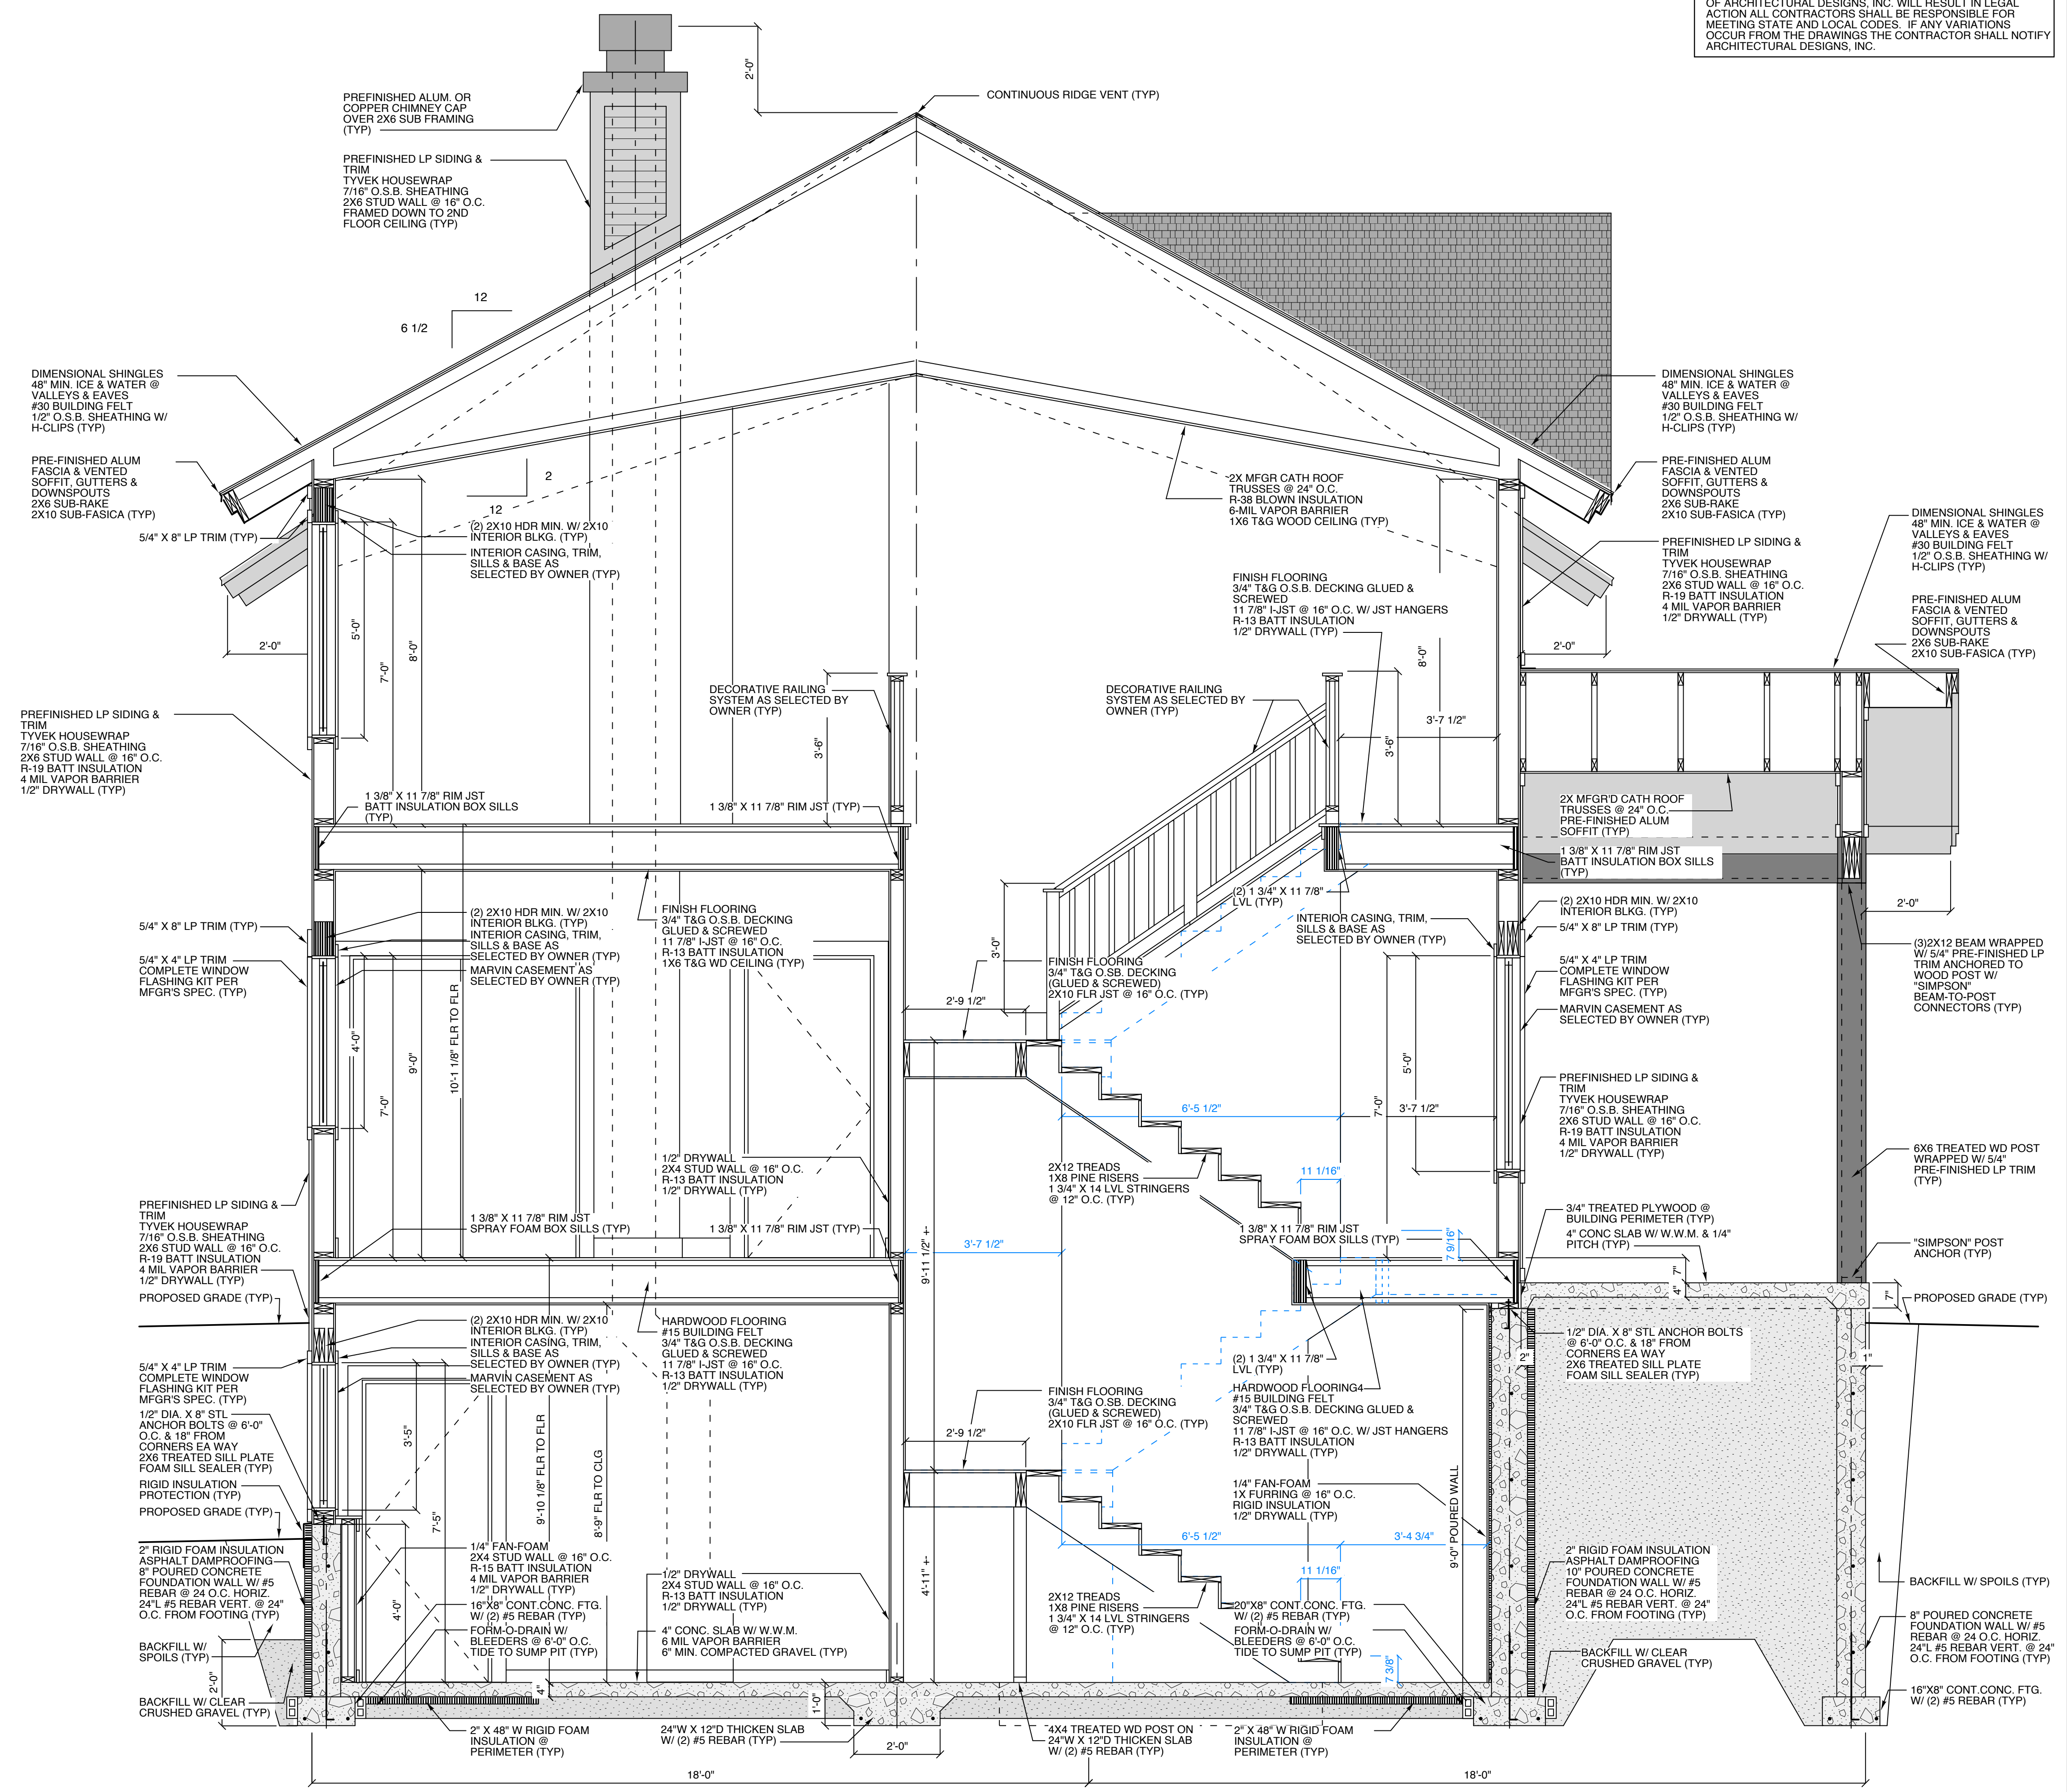 OF ARCHITECTURAL DESIGNS, INC. WILL RESULT IN LEGAL
ACTION ALL CONTRACTORS SHALL BE RESPONSIBLE FOR
MEETING STATE AND LOCAL CODES. IF ANY VARIATIONS
OCCUR FROM THE DRAWINGS THE CONTRACTOR SHALL NOTIFY
ARCHITECTURAL DESIGNS, INC.
2'-0"
CONTINUOUS RIDGE VENT (TYP)
PREFINISHED ALUM. OR
COPPER CHIMNEY CAP
OVER 2X6 SUB FRAMING
(TYP)
PREFINISHED LP SIDING &
TRIM
TYVEK HOUSEWRAP
7/16" O.S.B. SHEATHING
2X6 STUD WALL @ 16" O.C.
FRAMED DOWN TO 2ND
FLOOR CEILING (TYP)
12
6 1/2
DIMENSIONAL SHINGLES
48" MIN. ICE & WATER @
VALLEYS & EAVES
#30 BUILDING FELT
1/2" O.S.B. SHEATHING W/
H-CLIPS (TYP)
PRE-FINISHED ALUM
FASCIA & VENTED
SOFFIT, GUTTERS &
DOWNSPOUTS
2X6 SUB-RAKE
2X10 SUB-FASICA (TYP)
5/4" X 8" LP TRIM (TYP)
2
12
(2) 2X10 HDR MIN. W/ 2X10
INTERIOR BLKG. (TYP)
INTERIOR CASING, TRIM,
SILLS & BASE AS
SELECTED BY OWNER (TYP)
2X MFGR CATH ROOF
TRUSSES @ 24" O.C.
R-38 BLOWN INSULATION
6-MIL VAPOR BARRIER
1X6 T&G WOOD CEILING (TYP)
DIMENSIONAL SHINGLES
48" MIN. ICE & WATER @
VALLEYS & EAVES
#30 BUILDING FELT
1/2" O.S.B. SHEATHING W/
H-CLIPS (TYP)
PRE-FINISHED ALUM
FASCIA & VENTED
SOFFIT, GUTTERS &
DOWNSPOUTS
2X6 SUB-RAKE
2X10 SUB-FASICA (TYP)
DIMENSIONAL SHINGLES
48" MIN. ICE & WATER @
VALLEYS & EAVES
#30 BUILDING FELT
1/2" O.S.B. SHEATHING W/
H-CLIPS (TYP)
PREFINISHED LP SIDING &
TRIM
TYVEK HOUSEWRAP
7/16" O.S.B. SHEATHING
2X6 STUD WALL @ 16" O.C.
R-19 BATT INSULATION
4 MIL VAPOR BARRIER
1/2" DRYWALL (TYP)
PRE-FINISHED ALUM
FASCIA & VENTED
SOFFIT, GUTTERS &
DOWNSPOUTS
2X6 SUB-RAKE
2X10 SUB-FASICA (TYP)
FINISH FLOORING
3/4" T&G O.S.B. DECKING GLUED &
SCREWED
11 7/8" I-JST @ 16" O.C. W/ JST HANGERS
R-13 BATT INSULATION
1/2" DRYWALL (TYP)
2'-0"
5'-0"
7'-0"
8'-0"
8'-0"
2'-0"
PREFINISHED LP SIDING &
TRIM
TYVEK HOUSEWRAP
7/16" O.S.B. SHEATHING
2X6 STUD WALL @ 16" O.C.
R-19 BATT INSULATION
4 MIL VAPOR BARRIER
1/2" DRYWALL (TYP)
DECORATIVE RAILING
SYSTEM AS SELECTED BY
OWNER (TYP)
DECORATIVE RAILING
SYSTEM AS SELECTED BY
OWNER (TYP)
3'-6"
3'-6"
3'-7 1/2"
1 3/8" X 11 7/8" RIM JST
BATT INSULATION BOX SILLS
(TYP)
1 3/8" X 11 7/8" RIM JST (TYP)
2X MFGR'D CATH ROOF
TRUSSES @ 24" O.C.
PRE-FINISHED ALUM
SOFFIT (TYP)
1 3/8" X 11 7/8" RIM JST
BATT INSULATION BOX SILLS
(TYP)
(2) 1 3/4" X 11 7/8"
LVL (TYP)
2'-0"
5/4" X 8" LP TRIM (TYP)
5/4" X 4" LP TRIM
COMPLETE WINDOW
FLASHING KIT PER
MFGR'S SPEC. (TYP)
(2) 2X10 HDR MIN. W/ 2X10
INTERIOR BLKG. (TYP)
INTERIOR CASING, TRIM,
SILLS & BASE AS
SELECTED BY OWNER (TYP)
MARVIN CASEMENT AS
SELECTED BY OWNER (TYP)
FINISH FLOORING
3/4" T&G O.S.B. DECKING
GLUED & SCREWED
11 7/8" I-JST @ 16" O.C.
R-13 BATT INSULATION
1X6 T&G WD CEILING (TYP)
3'-0"
2'-9 1/2"
FINISH FLOORING
3/4" T&G O.SB. DECKING
(GLUED & SCREWED)
2X10 FLR JST @ 16" O.C. (TYP)
INTERIOR CASING, TRIM,
SILLS & BASE AS
SELECTED BY OWNER (TYP)
(2) 2X10 HDR MIN. W/ 2X10
INTERIOR BLKG. (TYP)
5/4" X 8" LP TRIM (TYP)
5/4" X 4" LP TRIM
COMPLETE WINDOW
FLASHING KIT PER
MFGR'S SPEC. (TYP)
MARVIN CASEMENT AS
SELECTED BY OWNER (TYP)
(3)2X12 BEAM WRAPPED
W/ 5/4" PRE-FINISHED LP
TRIM ANCHORED TO
WOOD POST W/
"SIMPSON"
BEAM-TO-POST
CONNECTORS (TYP)
4'-0"
7'-0"
9'-0"
10'-1 1/8" FLR TO FLR
6'-5 1/2"
5'-0"
7'-0"
3'-7 1/2"
PREFINISHED LP SIDING &
TRIM
TYVEK HOUSEWRAP
7/16" O.S.B. SHEATHING
2X6 STUD WALL @ 16" O.C.
R-19 BATT INSULATION
4 MIL VAPOR BARRIER
1/2" DRYWALL (TYP)
6X6 TREATED WD POST
WRAPPED W/ 5/4"
PRE-FINISHED LP TRIM
(TYP)
1/2" DRYWALL
2X4 STUD WALL @ 16" O.C.
R-13 BATT INSULATION
1/2" DRYWALL (TYP)
2X12 TREADS
1X8 PINE RISERS
1 3/4" X 14 LVL STRINGERS
@ 12" O.C. (TYP)
11 1/16"
PREFINISHED LP SIDING &
TRIM
TYVEK HOUSEWRAP
7/16" O.S.B. SHEATHING
2X6 STUD WALL @ 16" O.C.
R-19 BATT INSULATION
4 MIL VAPOR BARRIER
1/2" DRYWALL (TYP)
PROPOSED GRADE (TYP)
1 3/8" X 11 7/8" RIM JST
SPRAY FOAM BOX SILLS (TYP)
1 3/8" X 11 7/8" RIM JST (TYP)
3'-7 1/2"
9'-11 1/2" +-
1 3/8" X 11 7/8" RIM JST
SPRAY FOAM BOX SILLS (TYP)
7 9/16"
3/4" TREATED PLYWOOD @
BUILDING PERIMETER (TYP)
4" CONC SLAB W/ W.W.M. & 1/4"
PITCH (TYP)
"SIMPSON" POST
ANCHOR (TYP)
7"
4"
7"
PROPOSED GRADE (TYP)
5/4" X 4" LP TRIM
COMPLETE WINDOW
FLASHING KIT PER
MFGR'S SPEC. (TYP)
1/2" DIA. X 8" STL
ANCHOR BOLTS @ 6'-0"
O.C. & 18" FROM
CORNERS EA WAY
2X6 TREATED SILL PLATE
FOAM SILL SEALER (TYP)
RIGID INSULATION
PROTECTION (TYP)
PROPOSED GRADE (TYP)
(2) 2X10 HDR MIN. W/ 2X10
INTERIOR BLKG. (TYP)
INTERIOR CASING, TRIM,
SILLS & BASE AS
SELECTED BY OWNER (TYP)
MARVIN CASEMENT AS
SELECTED BY OWNER (TYP)
HARDWOOD FLOORING
#15 BUILDING FELT
3/4" T&G O.S.B. DECKING
GLUED & SCREWED
11 7/8" I-JST @ 16" O.C.
R-13 BATT INSULATION
1/2" DRYWALL (TYP)
(2) 1 3/4" X 11 7/8"
LVL (TYP)
HARDWOOD FLOORING4
#15 BUILDING FELT
3/4" T&G O.S.B. DECKING GLUED &
SCREWED
11 7/8" I-JST @ 16" O.C. W/ JST HANGERS
R-13 BATT INSULATION
1/2" DRYWALL (TYP)
1/2" DIA. X 8" STL ANCHOR BOLTS
@ 6'-0" O.C. & 18" FROM
CORNERS EA WAY
2X6 TREATED SILL PLATE
FOAM SILL SEALER (TYP)
2"
1"
3'-5"
7'-5"
9'-10 1/8" FLR TO FLR
8'-9" FLR TO CLG
2'-9 1/2"
FINISH FLOORING
3/4" T&G O.SB. DECKING
(GLUED & SCREWED)
2X10 FLR JST @ 16" O.C. (TYP)
1/4" FAN-FOAM
1X FURRING @ 16" O.C.
RIGID INSULATION
1/2" DRYWALL (TYP)
9'-0" POURED WALL
6'-5 1/2"
3'-4 3/4"
11 1/16"
2" RIGID FOAM INSULATION
ASPHALT DAMPROOFING
8" POURED CONCRETE
FOUNDATION WALL W/ #5
REBAR @ 24 O.C. HORIZ.
24"L #5 REBAR VERT. @ 24"
O.C. FROM FOOTING (TYP)
4'-0"
1/4" FAN-FOAM
2X4 STUD WALL @ 16" O.C.
R-15 BATT INSULATION
4 MIL VAPOR BARRIER
1/2" DRYWALL (TYP)
16"X8" CONT.CONC. FTG.
W/ (2) #5 REBAR (TYP)
FORM-O-DRAIN W/
BLEEDERS @ 6'-0" O.C.
TIDE TO SUMP PIT (TYP)
1/2" DRYWALL
2X4 STUD WALL @ 16" O.C.
R-13 BATT INSULATION
1/2" DRYWALL (TYP)
4" CONC. SLAB W/ W.W.M.
6 MIL VAPOR BARRIER
6" MIN. COMPACTED GRAVEL (TYP)
4'-11" +-
2X12 TREADS
1X8 PINE RISERS
1 3/4" X 14 LVL STRINGERS
@ 12" O.C. (TYP)
20"X8" CONT.CONC. FTG.
W/ (2) #5 REBAR (TYP)
FORM-O-DRAIN W/
BLEEDERS @ 6'-0" O.C.
TIDE TO SUMP PIT (TYP)
7 3/8"
2" RIGID FOAM INSULATION
ASPHALT DAMPROOFING
10" POURED CONCRETE
FOUNDATION WALL W/ #5
REBAR @ 24 O.C. HORIZ.
24"L #5 REBAR VERT. @ 24"
O.C. FROM FOOTING (TYP)
BACKFILL W/ SPOILS (TYP)
8" POURED CONCRETE
FOUNDATION WALL W/ #5
REBAR @ 24 O.C. HORIZ.
24"L #5 REBAR VERT. @ 24"
O.C. FROM FOOTING (TYP)
BACKFILL W/
SPOILS (TYP)
2'-0"
BACKFILL W/ CLEAR
CRUSHED GRAVEL (TYP)
BACKFILL W/ CLEAR
CRUSHED GRAVEL (TYP)
16"X8" CONT.CONC. FTG.
W/ (2) #5 REBAR (TYP)
4"
1'-0"
2" X 48" W RIGID FOAM
INSULATION @
PERIMETER (TYP)
24"W X 12"D THICKEN SLAB
W/ (2) #5 REBAR (TYP)
2'-0"
4X4 TREATED WD POST ON
24"W X 12"D THICKEN SLAB
W/ (2) #5 REBAR (TYP)
2" X 48" W RIGID FOAM
INSULATION @
PERIMETER (TYP)
18'-0"
18'-0"